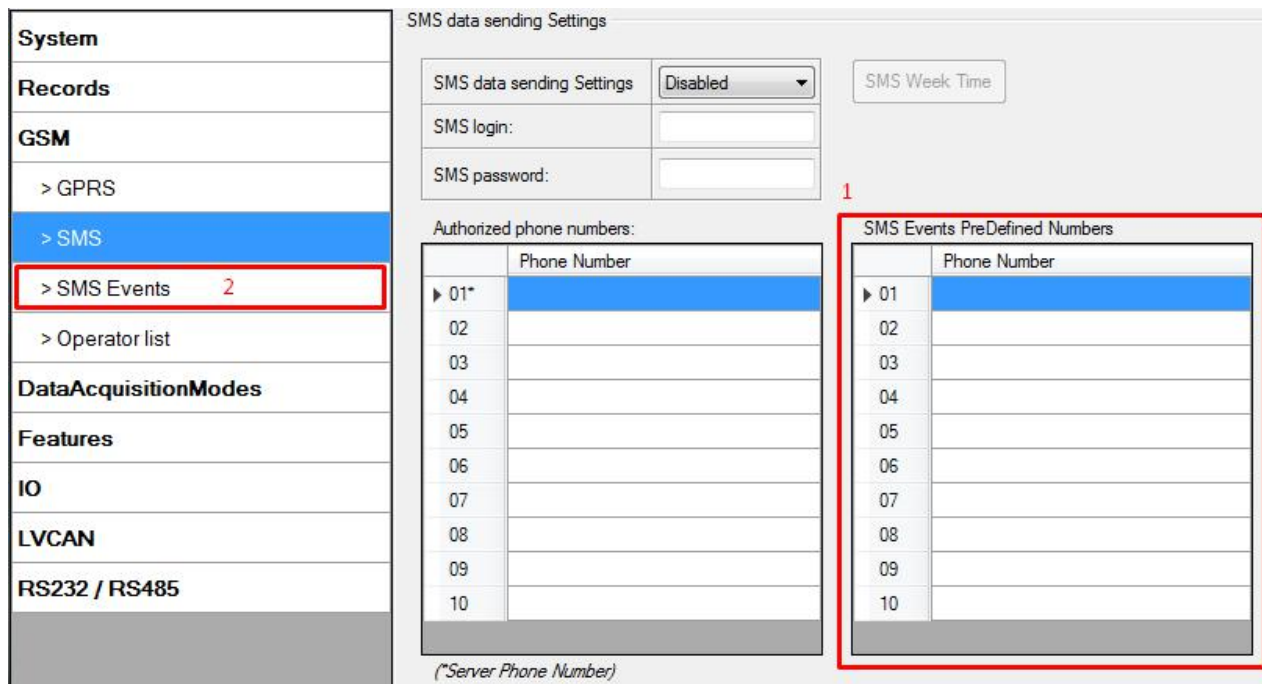 System
Records
GSM
> GPRS
> SMS
> SMS Events 2
> Operator list
DataAcquisitionModes
Features
IO
LVCAN
RS232 / RS485
SMS data sending Settings
SMS data sending Settings Disabled
SMS Week Time
SMS login:
SMS password:
Authorized phone numbers:
Phone Number
01*
02
03
04
05
06
07
08
09
10
(*Server Phone Number)
1
SMS Events PreDefined Numbers
Phone Number
01
02
03
04
05
06
07
08
09
10